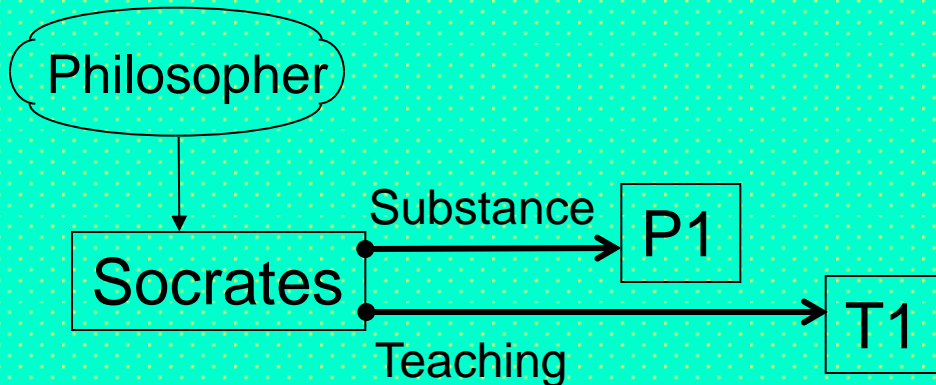 Philosopher
Substance
P1
Socrates
T1
Teaching